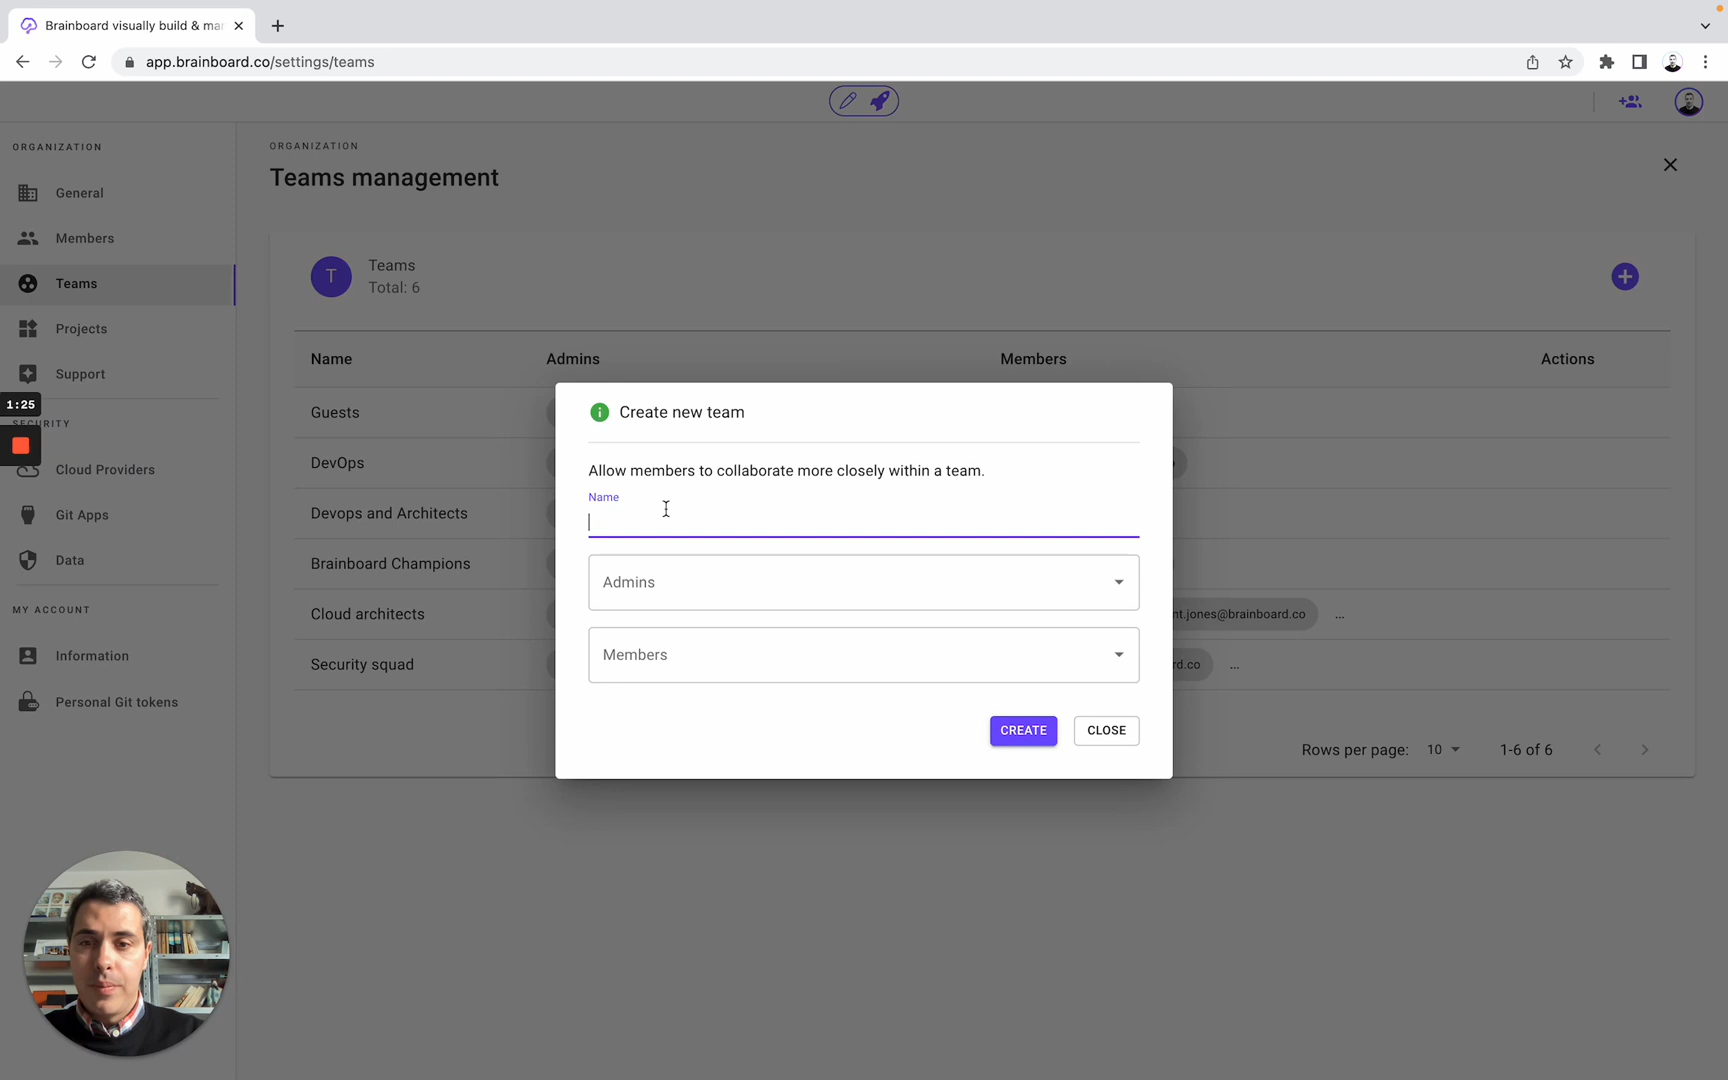 Brainboard visually build & ma
app.brainboard.co/settings/teams
ORGANIZATION
General
Members
Teams
Projects
Support
1:25
SECURITY
Cloud Providers
Git Apps
Data
MY ACCOUNT
Information
Personal Git tokens
ORGANIZATION
Teams management
T
Teams
Total: 6
Name Admins Members Actions
Guests
DevOps
Devops and Architects
Brainboard Champions
Cloud architects nt.jones@brainboard.co ...
Security squad rd.co ...
Rows per page: 10 1-6 of 6
Create new team
Allow members to collaborate more closely within a team.
Name
Admins
Members
CREATE CLOSE